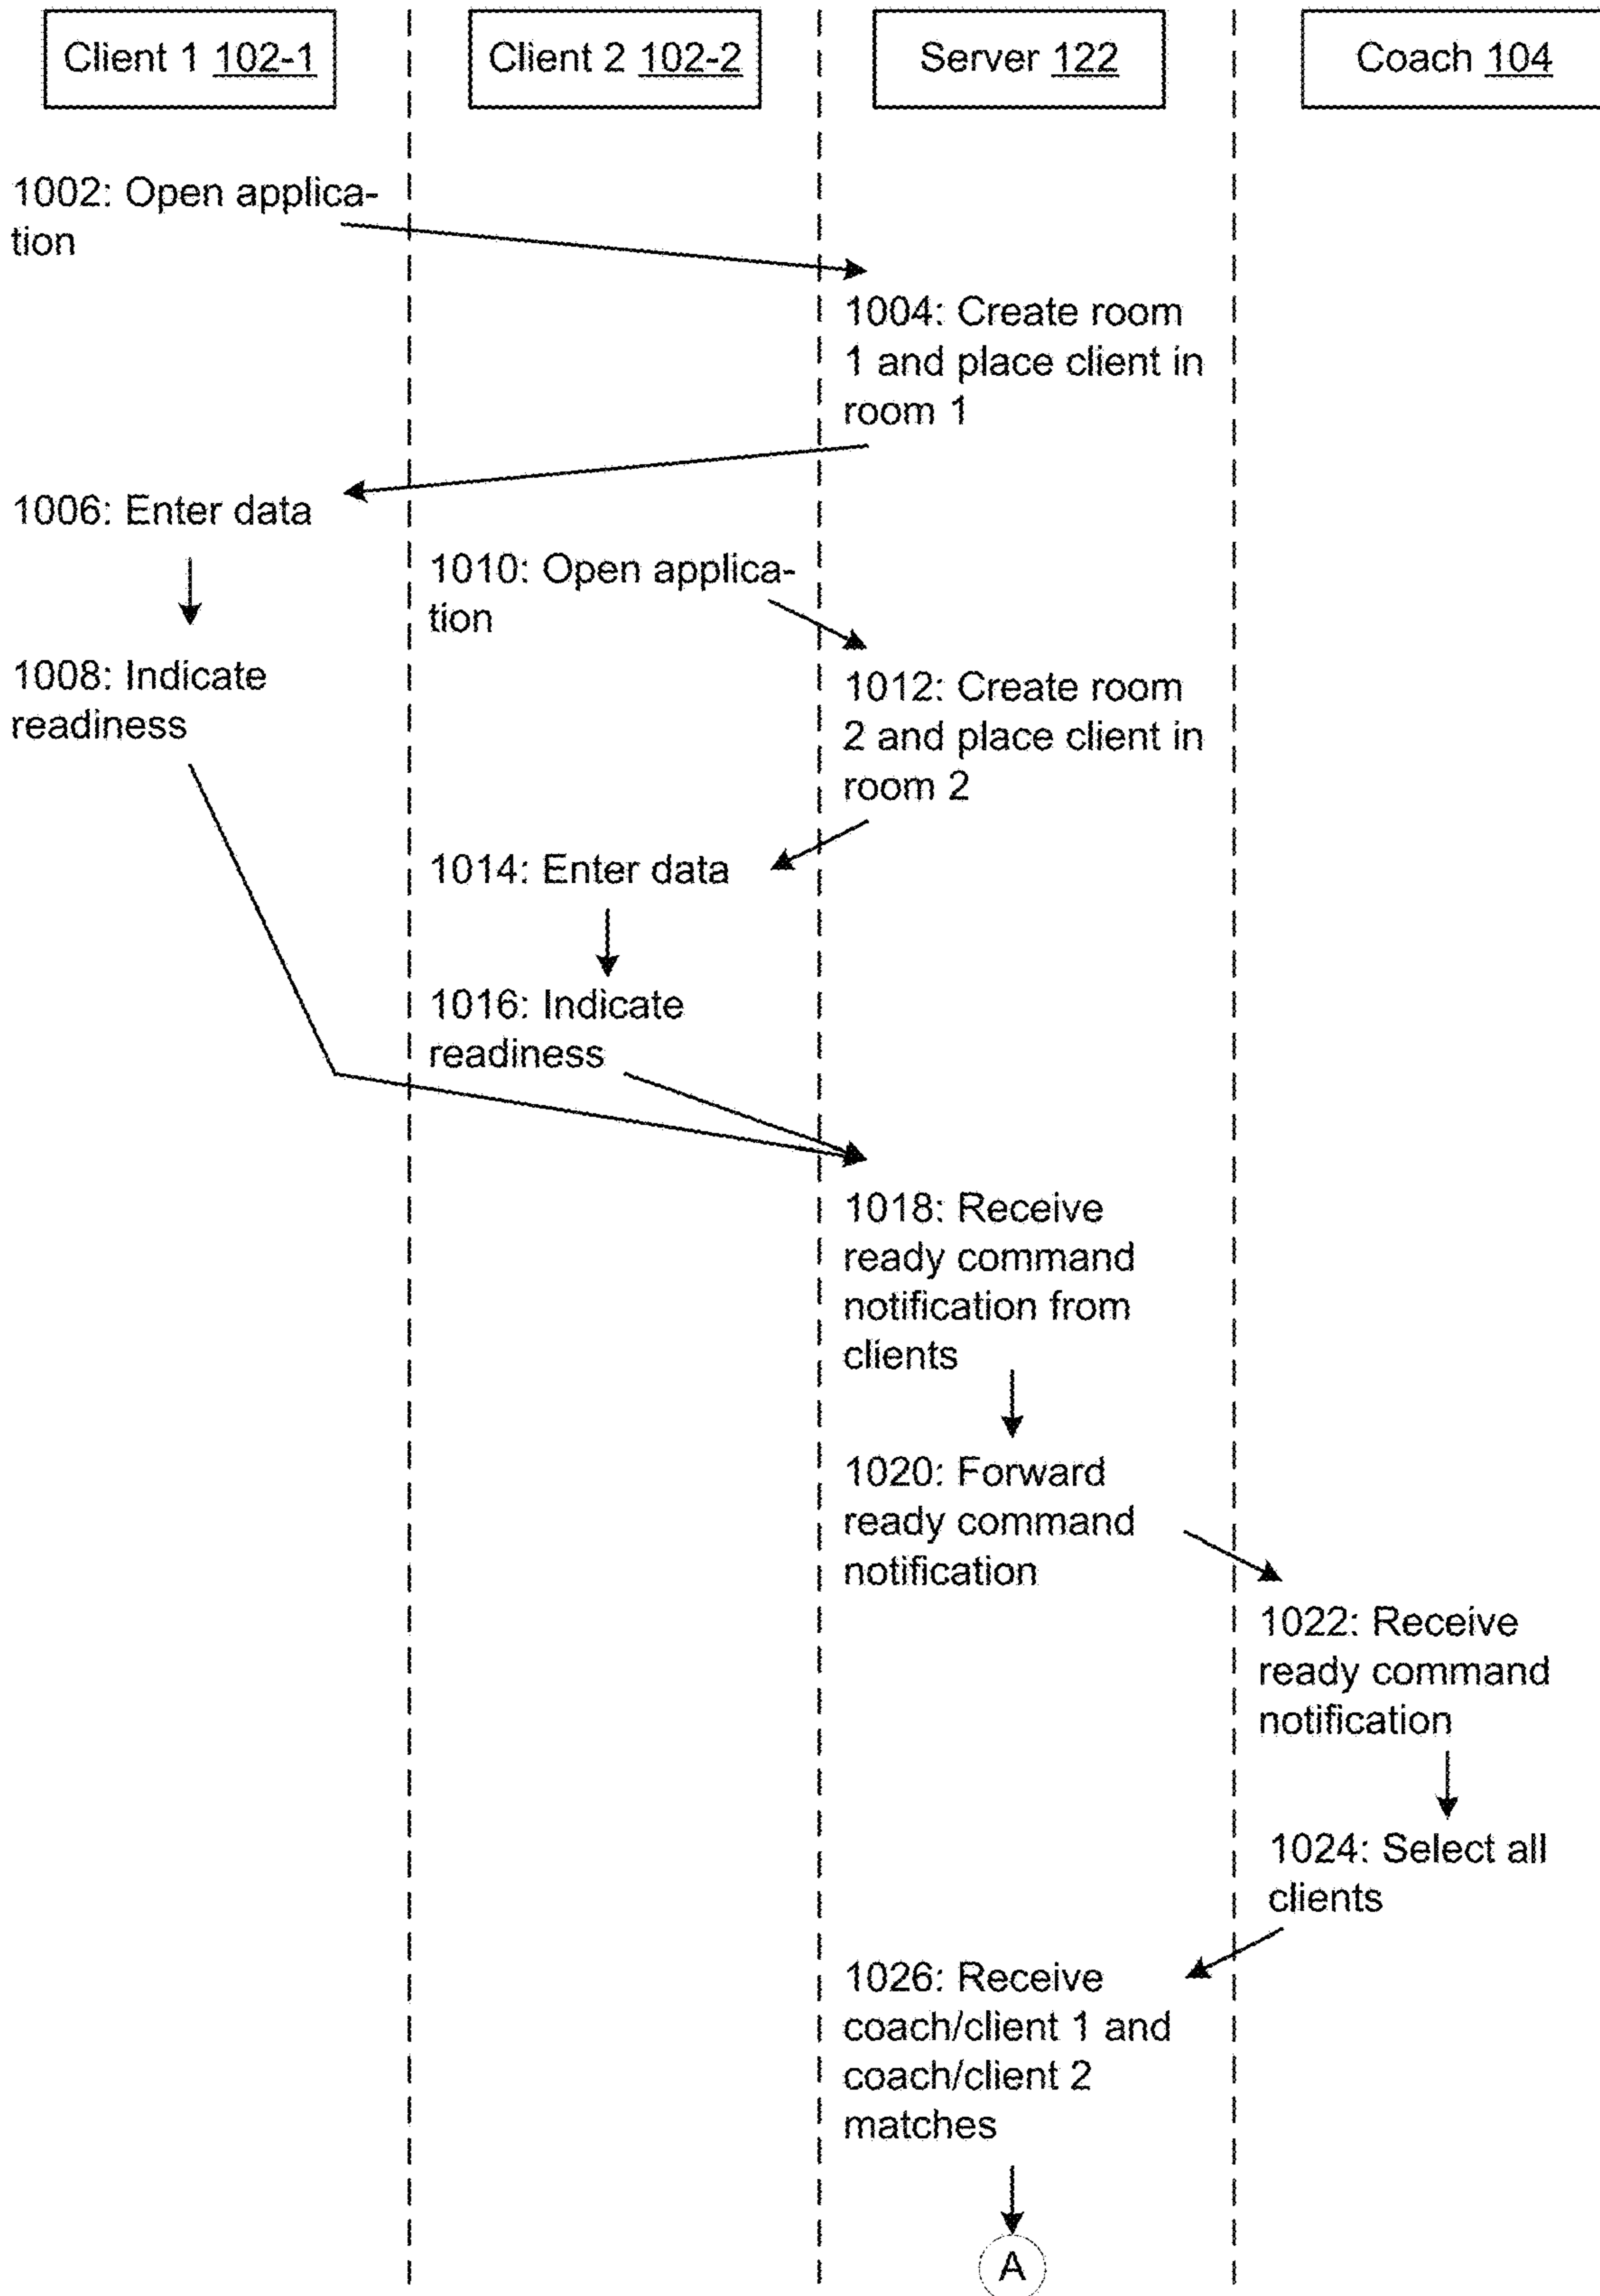 Client 1 102-1
Client 2 102-2
Server 122
Coach 104
1002: Open applica-
tion
1004: Create room
1 and place client in
room 1
1006: Enter data
1010: Open applica-
tion
1008: Indicate
readiness
1012: Create room
2 and place client in
room 2
1014: Enter data
1016: Indicate
readiness
1018: Receive
ready command
notification from
clients
1020: Forward
ready command
notification
1022: Receive
ready command
notification
1024: Select all
clients
1026: Receive
coach/client 1 and
coach/client 2
matches
A